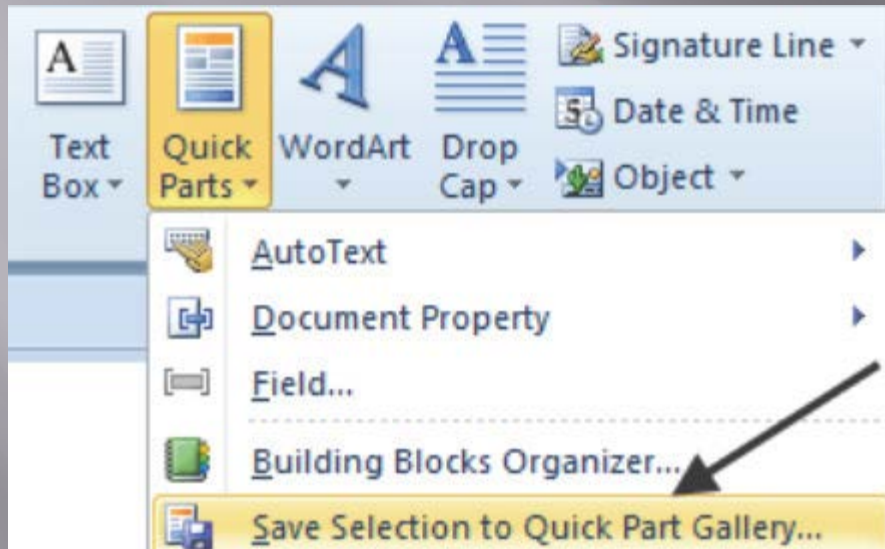 A
Text
Box
Quick
Parts
A
WordArt
A
Drop
Cap
Signature Line
5
Date & Time
Object
AutoText
Document Property
Field...
Building Blocks Organizer...
Save Selection to Quick Part Gallery...